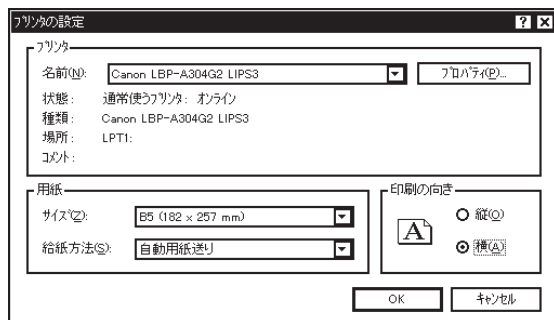 プリンタの設定
プリンタ
名前(N): Canon LBP-A304G2 LIPS3 プロパティ(P)...
状態: 通常使うプリンタ: オンライン
種類: Canon LBP-A304G2 LIPS3
場所: LPT1:
コメント:
用紙
サイズ(Z): B5 (182 x 257 mm)
給紙方法(S): 自動用紙送り
印刷の向き
A
縦(O)
横(A)
OK キャンセル